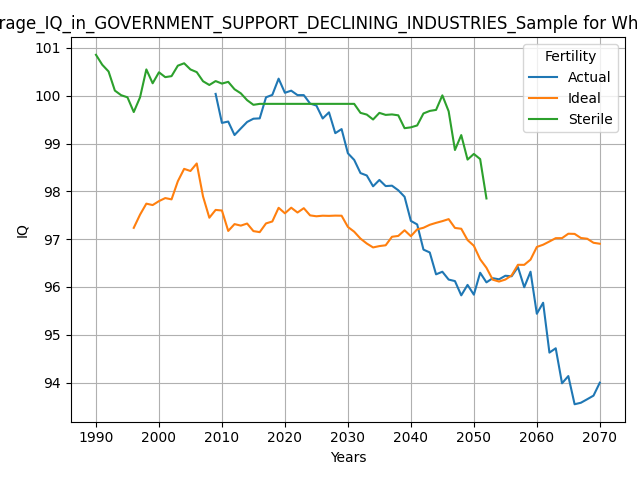 rage_IQ_in_GOVERNMENT_SUPPORT_DECLINING_INDUSTRIES_Sample for Wh
Fertility
Actual
Ideal
Sterile
101
100
99
98
97
96
95
94
IQ
1990 2000 2010 2020 2030 2040 2050 2060 2070
Years